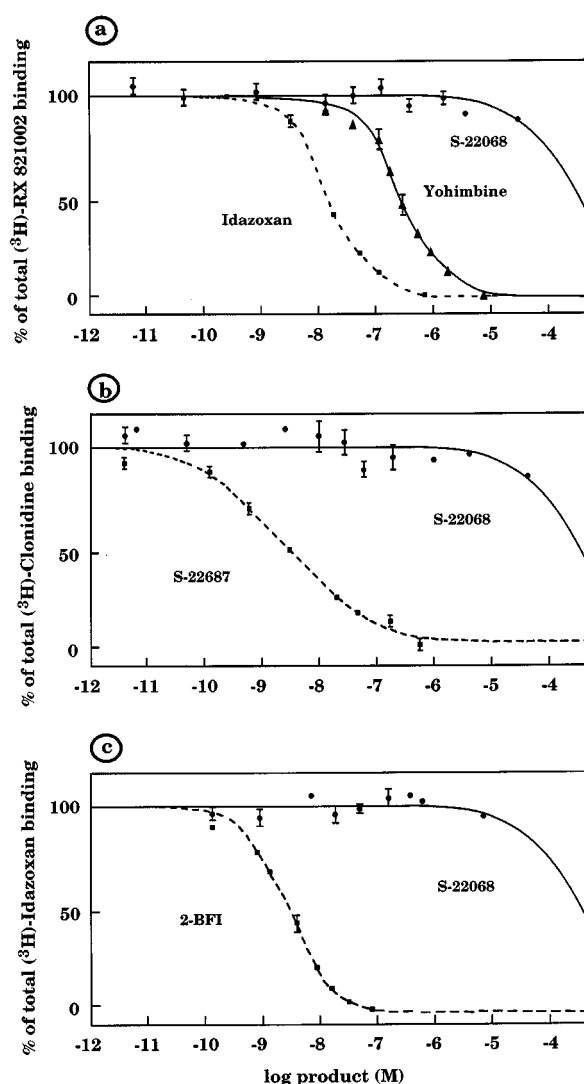 a
% of total (³H)-RX 821002 binding
100
50
0
S-22068
Yohimbine
Idazoxan
-12 -11 -10 -9 -8 -7 -6 -5 -4
b
% of total (³H)-Clonidine binding
100
50
0
S-22068
S-22687
-12 -11 -10 -9 -8 -7 -6 -5 -4
c
% of total (³H)-Idazoxan binding
100
50
0
S-22068
2-BFI
-12 -11 -10 -9 -8 -7 -6 -5 -4
log product (M)